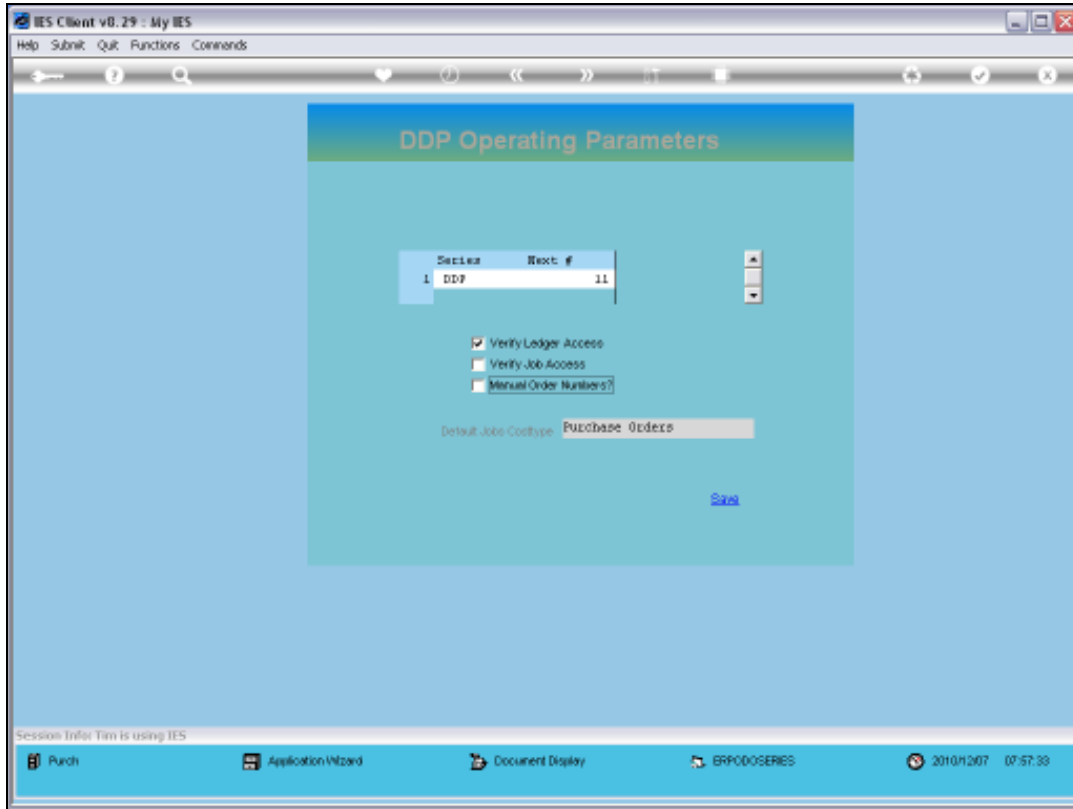 IES Client v8.29 : My IES
Help Submit Quit Functions Commands
DDP Operating Parameters
Series Next #
1 DDP 11
Verify Ledger Access
Verify Job Access
Manual Order Numbers?
Default Jobs Costtype Purchase Orders
Save
Session Info: Tim is using IES
Purch Application Wizard Document Display ERPODOSERIES 2010/12/07 07:57:33